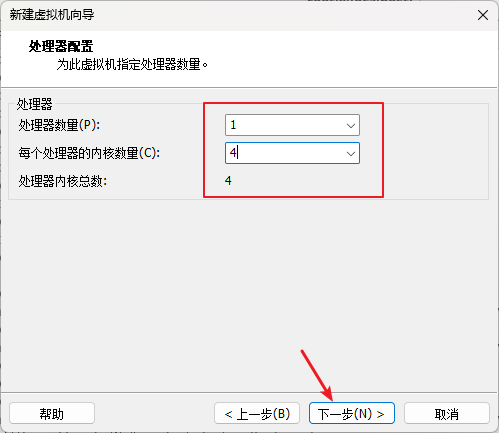 新建虚拟机向导
处理器配置
为此虚拟机指定处理器数量。
处理器
处理器数量(P): 1
每个处理器的内核数量(C): 4
处理器内核总数: 4
帮助 < 上一步(B) 下一步(N) > 取消